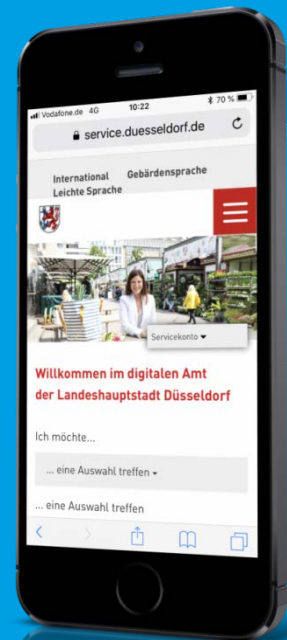 Vodafone.de 4G 10:22 70 %
service.duesseldorf.de
International Gebärdensprache
Leichte Sprache
Servicekonto
Willkommen im digitalen Amt
der Landeshauptstadt Düsseldorf
Ich möchte...
... eine Auswahl treffen
... eine Auswahl treffen